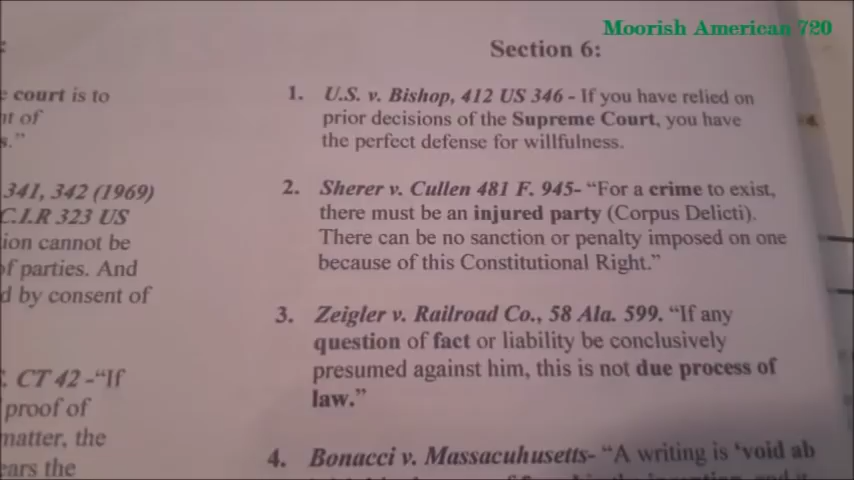 Moorish American 720
e court is to
nt of
s.”
341, 342 (1969)
C.I.R 323 US
ion cannot be
of parties. And
d by consent of
. CT 42 -“If
proof of
matter, the
ears the
Section 6:
1. U.S. v. Bishop, 412 US 346 - If you have relied on
prior decisions of the Supreme Court, you have
the perfect defense for willfulness.
2. Sherer v. Cullen 481 F. 945- “For a crime to exist,
there must be an injured party (Corpus Delicti).
There can be no sanction or penalty imposed on one
because of this Constitutional Right.”
3. Zeigler v. Railroad Co., 58 Ala. 599. “If any
question of fact or liability be conclusively
presumed against him, this is not due process of
law.”
4. Bonacci v. Massacuhusetts- “A writing is ‘void ab